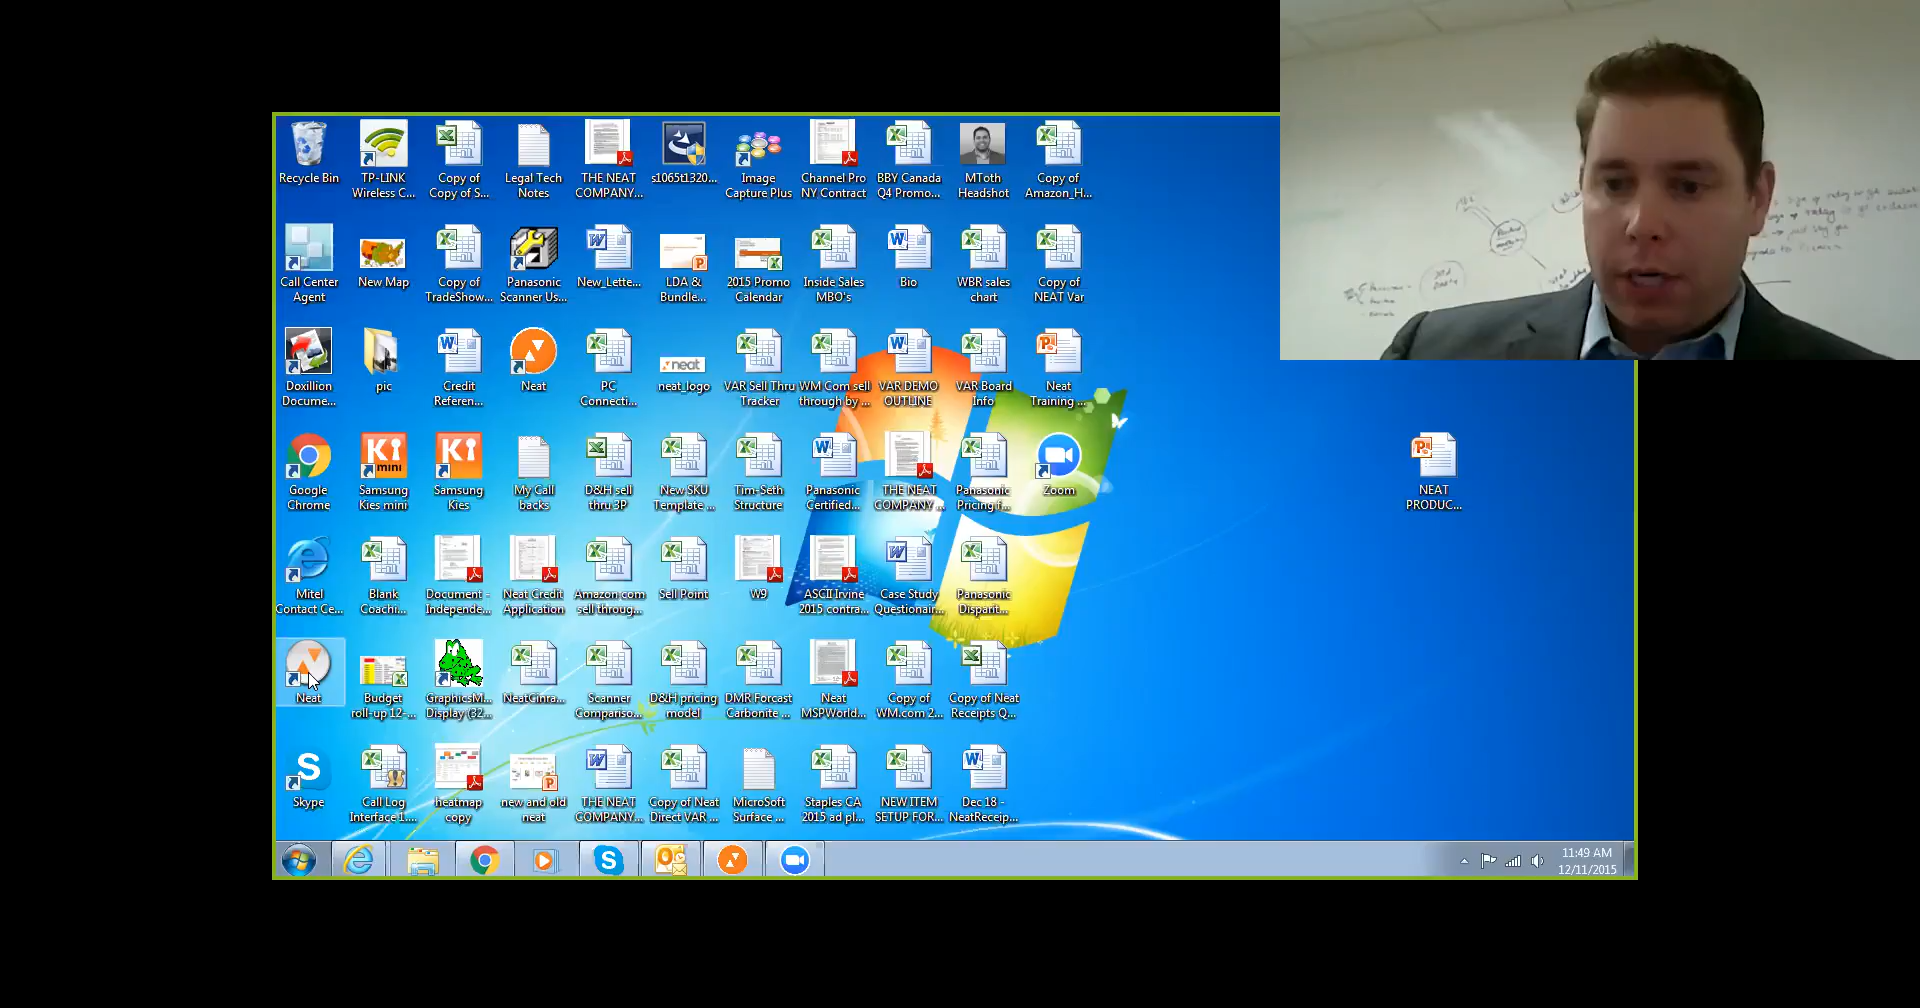 Recycle Bin
TP-LINK
Wireless C...
Copy of
Copy of S...
Legal Tech
Notes
THE NEAT
COMPANY...
s1065t1320...
Image
Capture Plus
Channel Pro
NY Contract
BBY Canada
Q4 Promo...
MToth
Headshot
Copy of
Amazon_H...
Call Center
Agent
New Map
Copy of
TradeShow...
Panasonic
Scanner Us...
New_Lette...
LDA &
Bundle...
2015 Promo
Calendar
Inside Sales
MBO's
Bio
WBR sales
chart
Copy of
NEAT Var
Doxillion
Docume...
pic
Credit
Referen...
Neat
PC
Connecti...
neat
neat_logo
VAR Sell Thru
Tracker
WM Com sell
through by ...
VAR DEMO
OUTLINE
VAR Board
Info
Neat
Training ...
Google
Chrome
Ki
mini
Samsung
Kies mini
Ki
Samsung
Kies
My Call
backs
D&H sell
thru 3P
New SKU
Template ...
Tim-Seth
Structure
Panasonic
Certified...
THE NEAT
COMPANY ...
Panasonic
Pricing f...
Zoom
NEAT
PRODUC...
Mitel
Contact Ce...
Blank
Coachi...
Document -
Independe...
Neat Credit
Application
Amazon.com
sell throug...
Sell Point
W9
ASCII Irvine
2015 contra...
Case Study
Questionair...
Panasonic
Disparit...
Neat
Budget
roll-up 12-...
GraphicsM...
Display (32...
NeatCinra...
Scanner
Compariso...
D&H pricing
model
DMR Forcast
Carbonite ...
Neat
MSPWorld...
Copy of
WM.com 2...
Copy of Neat
Receipts Q...
Skype
Call Log
Interface 1....
heatmap
copy
new and old
neat
THE NEAT
COMPANY...
Copy of Neat
Direct VAR ...
MicroSoft
Surface ...
Staples CA
2015 ad pl...
NEW ITEM
SETUP FOR...
Dec 18 -
NeatReceip...
11:49 AM
12/11/2015